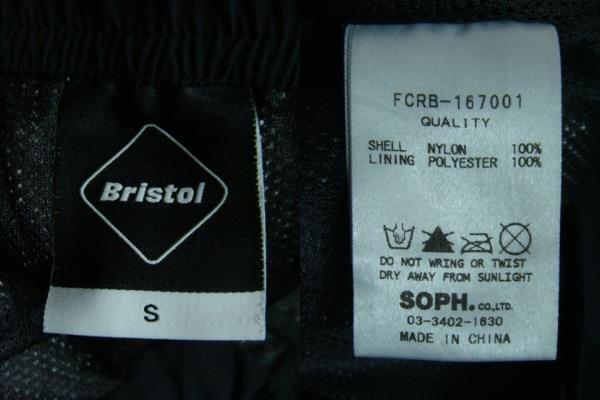 Bristol
S
FCRB-167001
QUALITY
SHELL NYLON 100%
LINING POLYESTER 100%
DO NOT WRING OR TWIST
DRY AWAY FROM SUNLIGHT
SOPH. CO.,LTD.
03-3402-1630
MADE IN CHINA